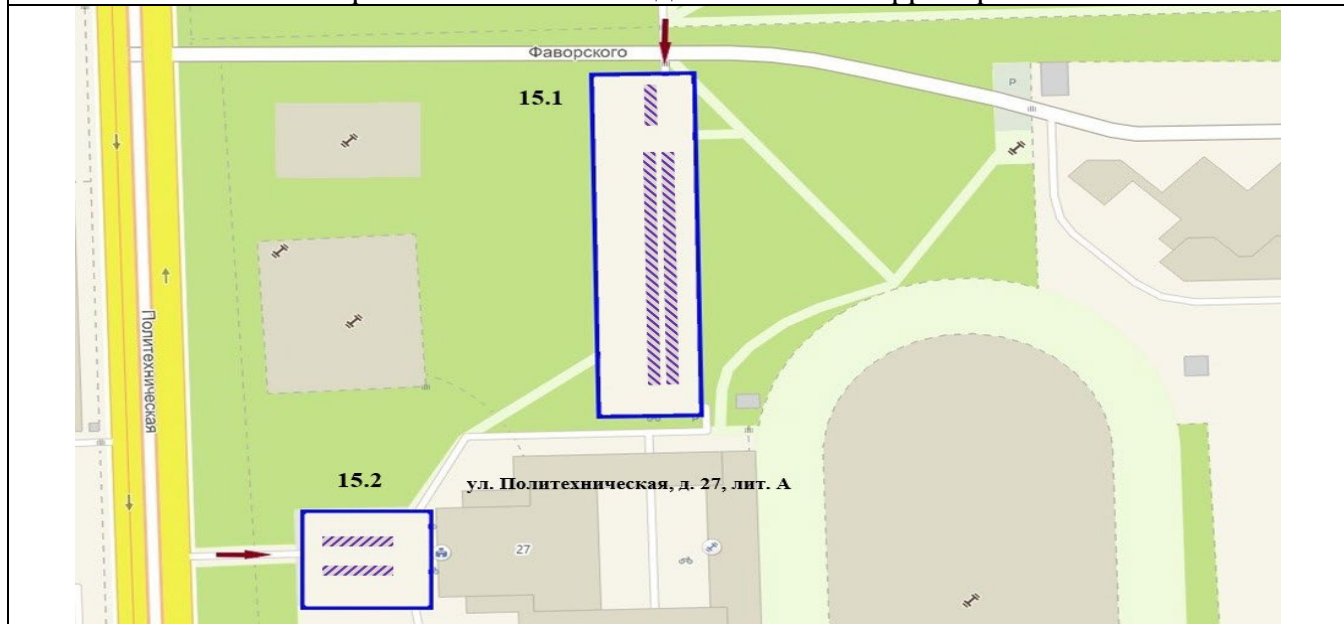 Фаворского
15.1
P
Политехническая
P
15.2
ул. Политехническая, д. 27, лит. А
27